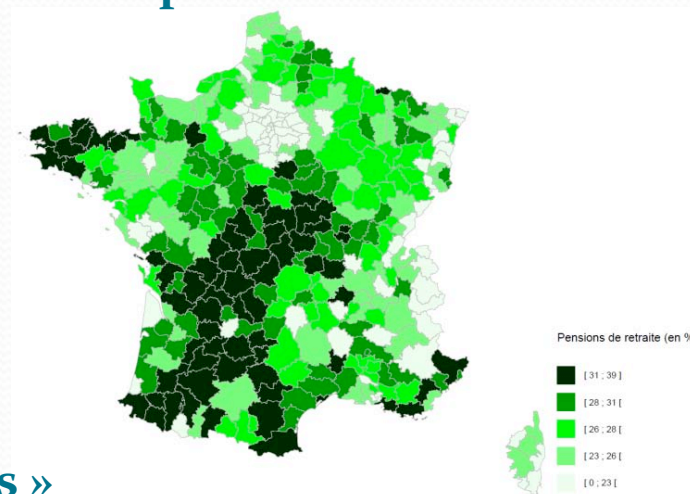 Pensions de retraite (en %
[ 31 ; 39 [
[ 28 ; 31 [
[ 26 ; 28 [
[ 23 ; 26 [
[ 0 ; 23 [
s »